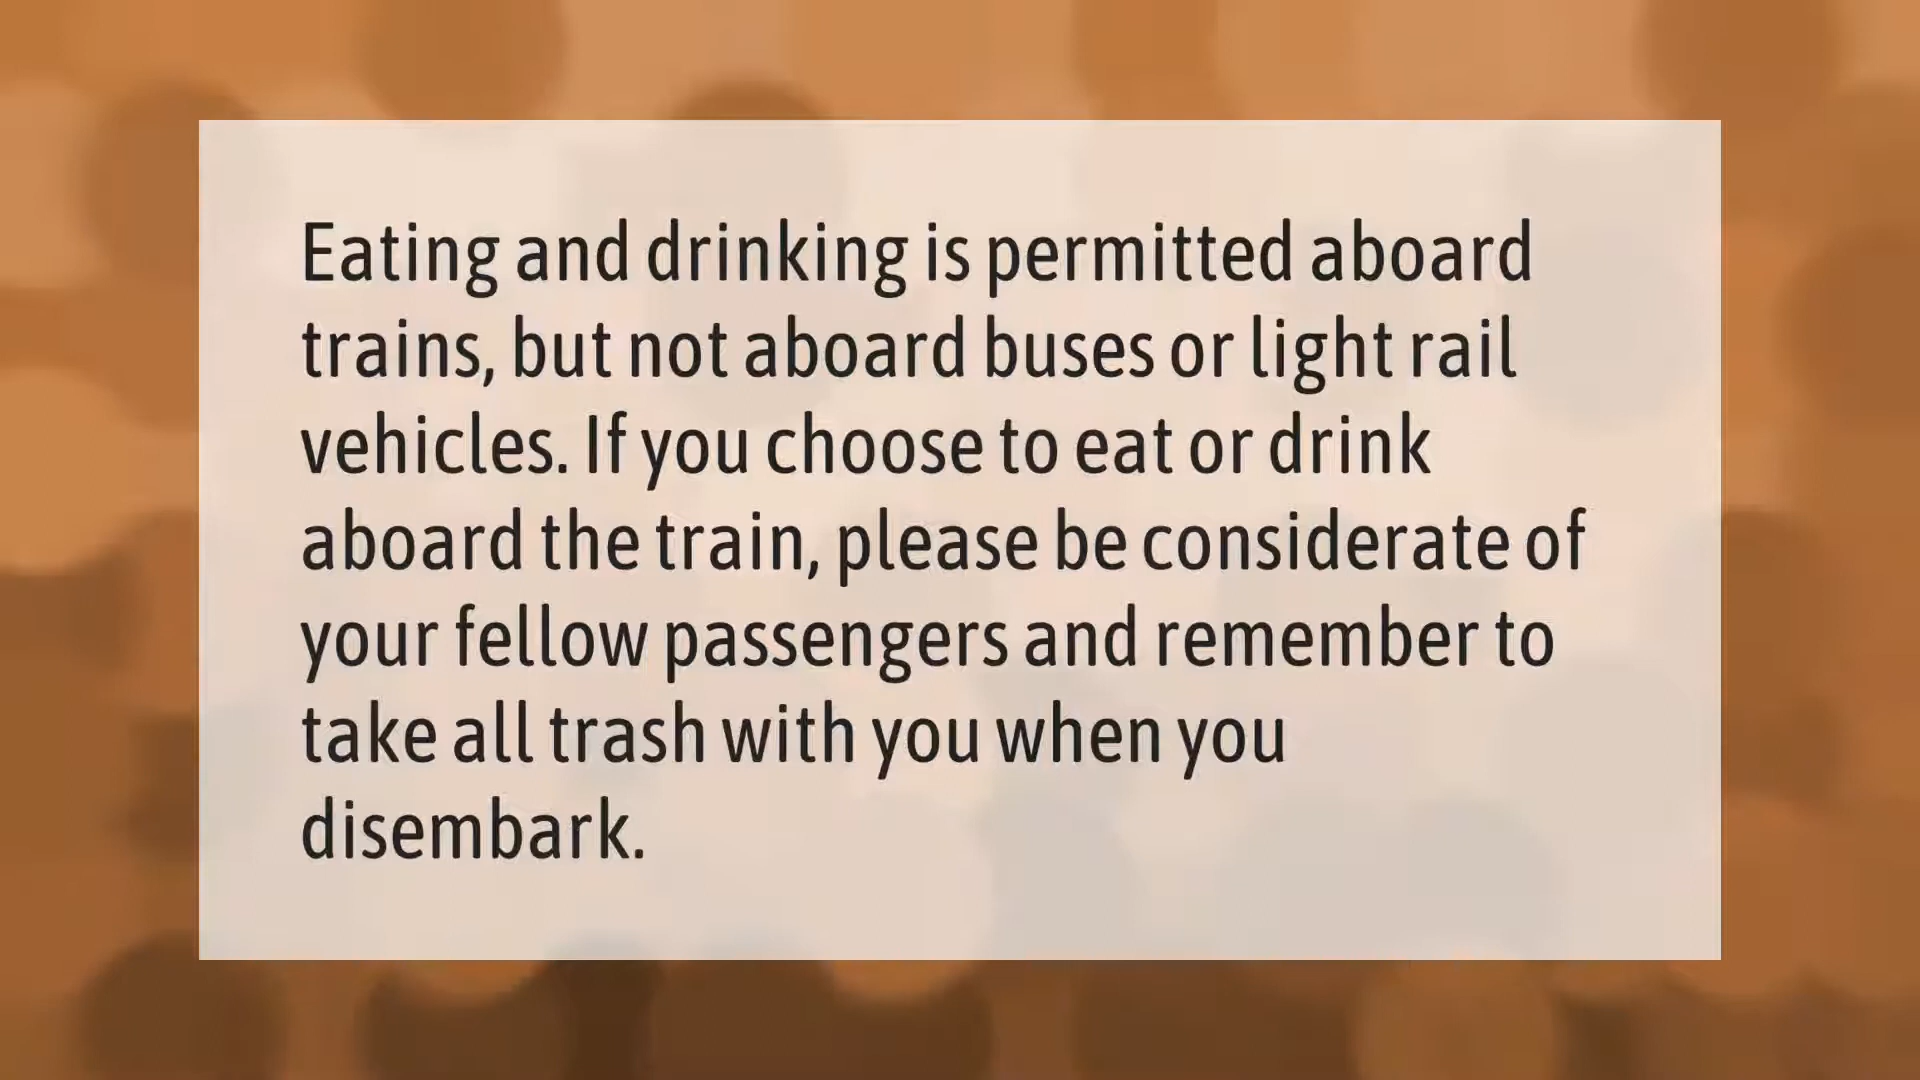 Eating and drinking is permitted aboard
trains, but not aboard buses or light rail
vehicles. If you choose to eat or drink
aboard the train, please be considerate of
your fellow passengers and remember to
take all trash with you when you
disembark.